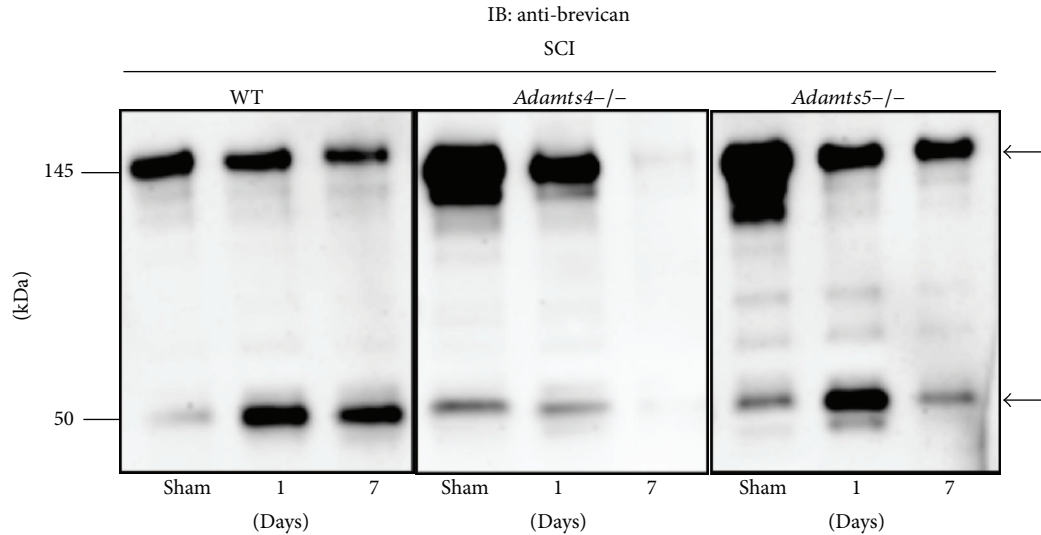 IB: anti-brevican
SCI
WT Adamts4−/− Adamts5−/−
145
(kDa)
50
Sham 1 7 Sham 1 7 Sham 1 7
(Days) (Days) (Days)